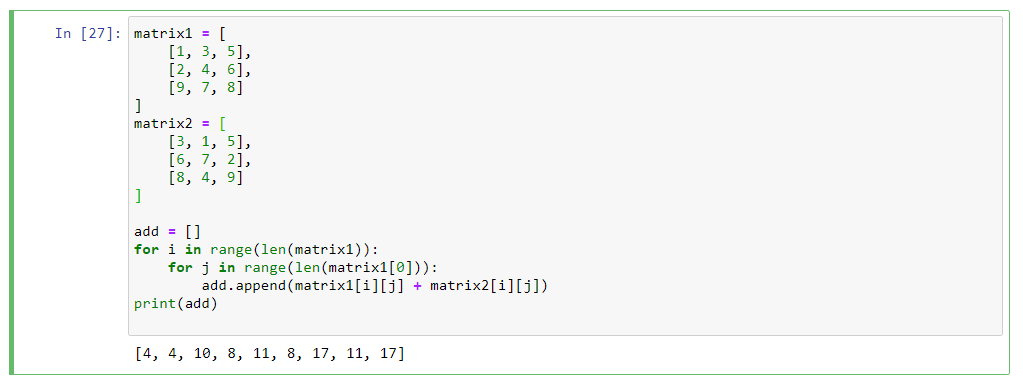 In [27]: matrix1 = [
    [1, 3, 5],
    [2, 4, 6],
    [9, 7, 8]
]
matrix2 = [
    [3, 1, 5],
    [6, 7, 2],
    [8, 4, 9]
]
add = []
for i in range(len(matrix1)):
    for j in range(len(matrix1[0])):
        add.append(matrix1[i][j] + matrix2[i][j])
print(add)
[4, 4, 10, 8, 11, 8, 17, 11, 17]